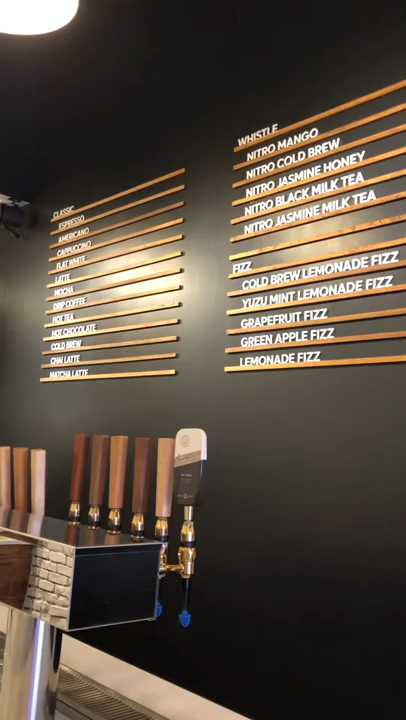 CLASSIC
ESPRESSO
AMERICANO
CAPPUCCINO
FLAT WHITE
LATTE
MOCHA
DRIP COFFEE
HOT TEA
HOT CHOCOLATE
COLD BREW
CHAI LATTE
MATCHA LATTE
WHISTLE
NITRO MANGO
NITRO COLD BREW
NITRO JASMINE HONEY
NITRO BLACK MILK TEA
NITRO JASMINE MILK TEA
FIZZ
COLD BREW LEMONADE FIZZ
YUZU MINT LEMONADE FIZZ
GRAPEFRUIT FIZZ
GREEN APPLE FIZZ
LEMONADE FIZZ